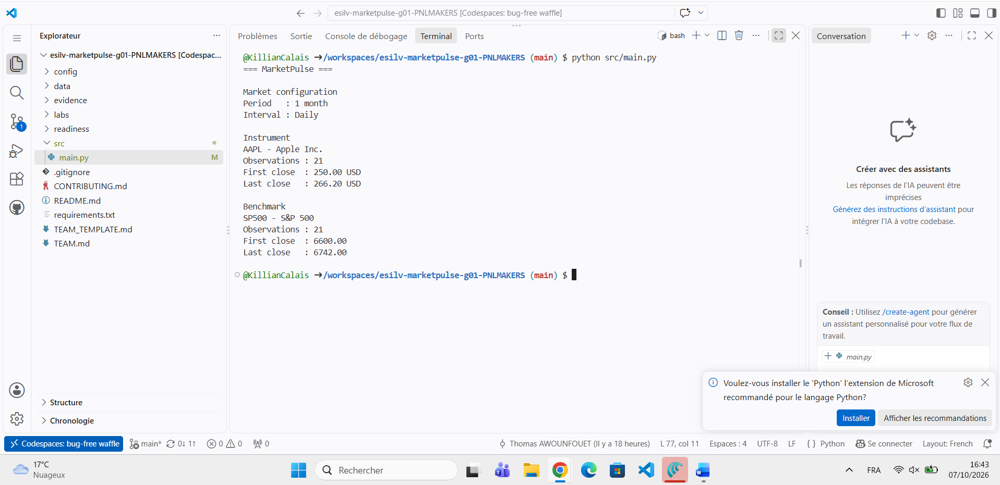 esilv-marketpulse-g01-PNLMAKERS [Codespaces: bug-free waffle]
Explorateur
esilv-marketpulse-g01-PNLMAKERS [Codespac...
config
data
evidence
labs
readiness
src
main.py M
.gitignore
CONTRIBUTING.md
README.md
requirements.txt
TEAM_TEMPLATE.md
TEAM.md
Structure
Chronologie
1
Problèmes Sortie Console de débogage Terminal Ports
bash
@KillianCalais →/workspaces/esilv-marketpulse-g01-PNLMAKERS (main) $ python src/main.py
=== MarketPulse ===
Market configuration
Period : 1 month
Interval : Daily
Instrument
AAPL - Apple Inc.
Observations : 21
First close : 250.00 USD
Last close : 266.20 USD
Benchmark
SP500 - S&P 500
Observations : 21
First close : 6600.00
Last close : 6742.00
@KillianCalais →/workspaces/esilv-marketpulse-g01-PNLMAKERS (main) $
Conversation
Créer avec des assistants
Les réponses de l'IA peuvent être
imprécises
Générez des instructions d'assistant pour
intégrer l'IA à votre codebase.
Conseil : Utilisez /create-agent pour générer
un assistant personnalisé pour votre flux de
travail.
main.py
Voulez-vous installer le 'Python' l'extension de Microsoft
recommandé pour le langage Python?
Installer Afficher les recommandations
Codespaces: bug-free waffle main* 0↓ 1↑ 0 0 0 Thomas AWOUNFOUET (Il y a 18 heures) L 77, col 11 Espaces : 4 UTF-8 LF { } Python Se connecter Layout: French
17°C
Nuageux
Rechercher
FRA
16:43
07/10/2026